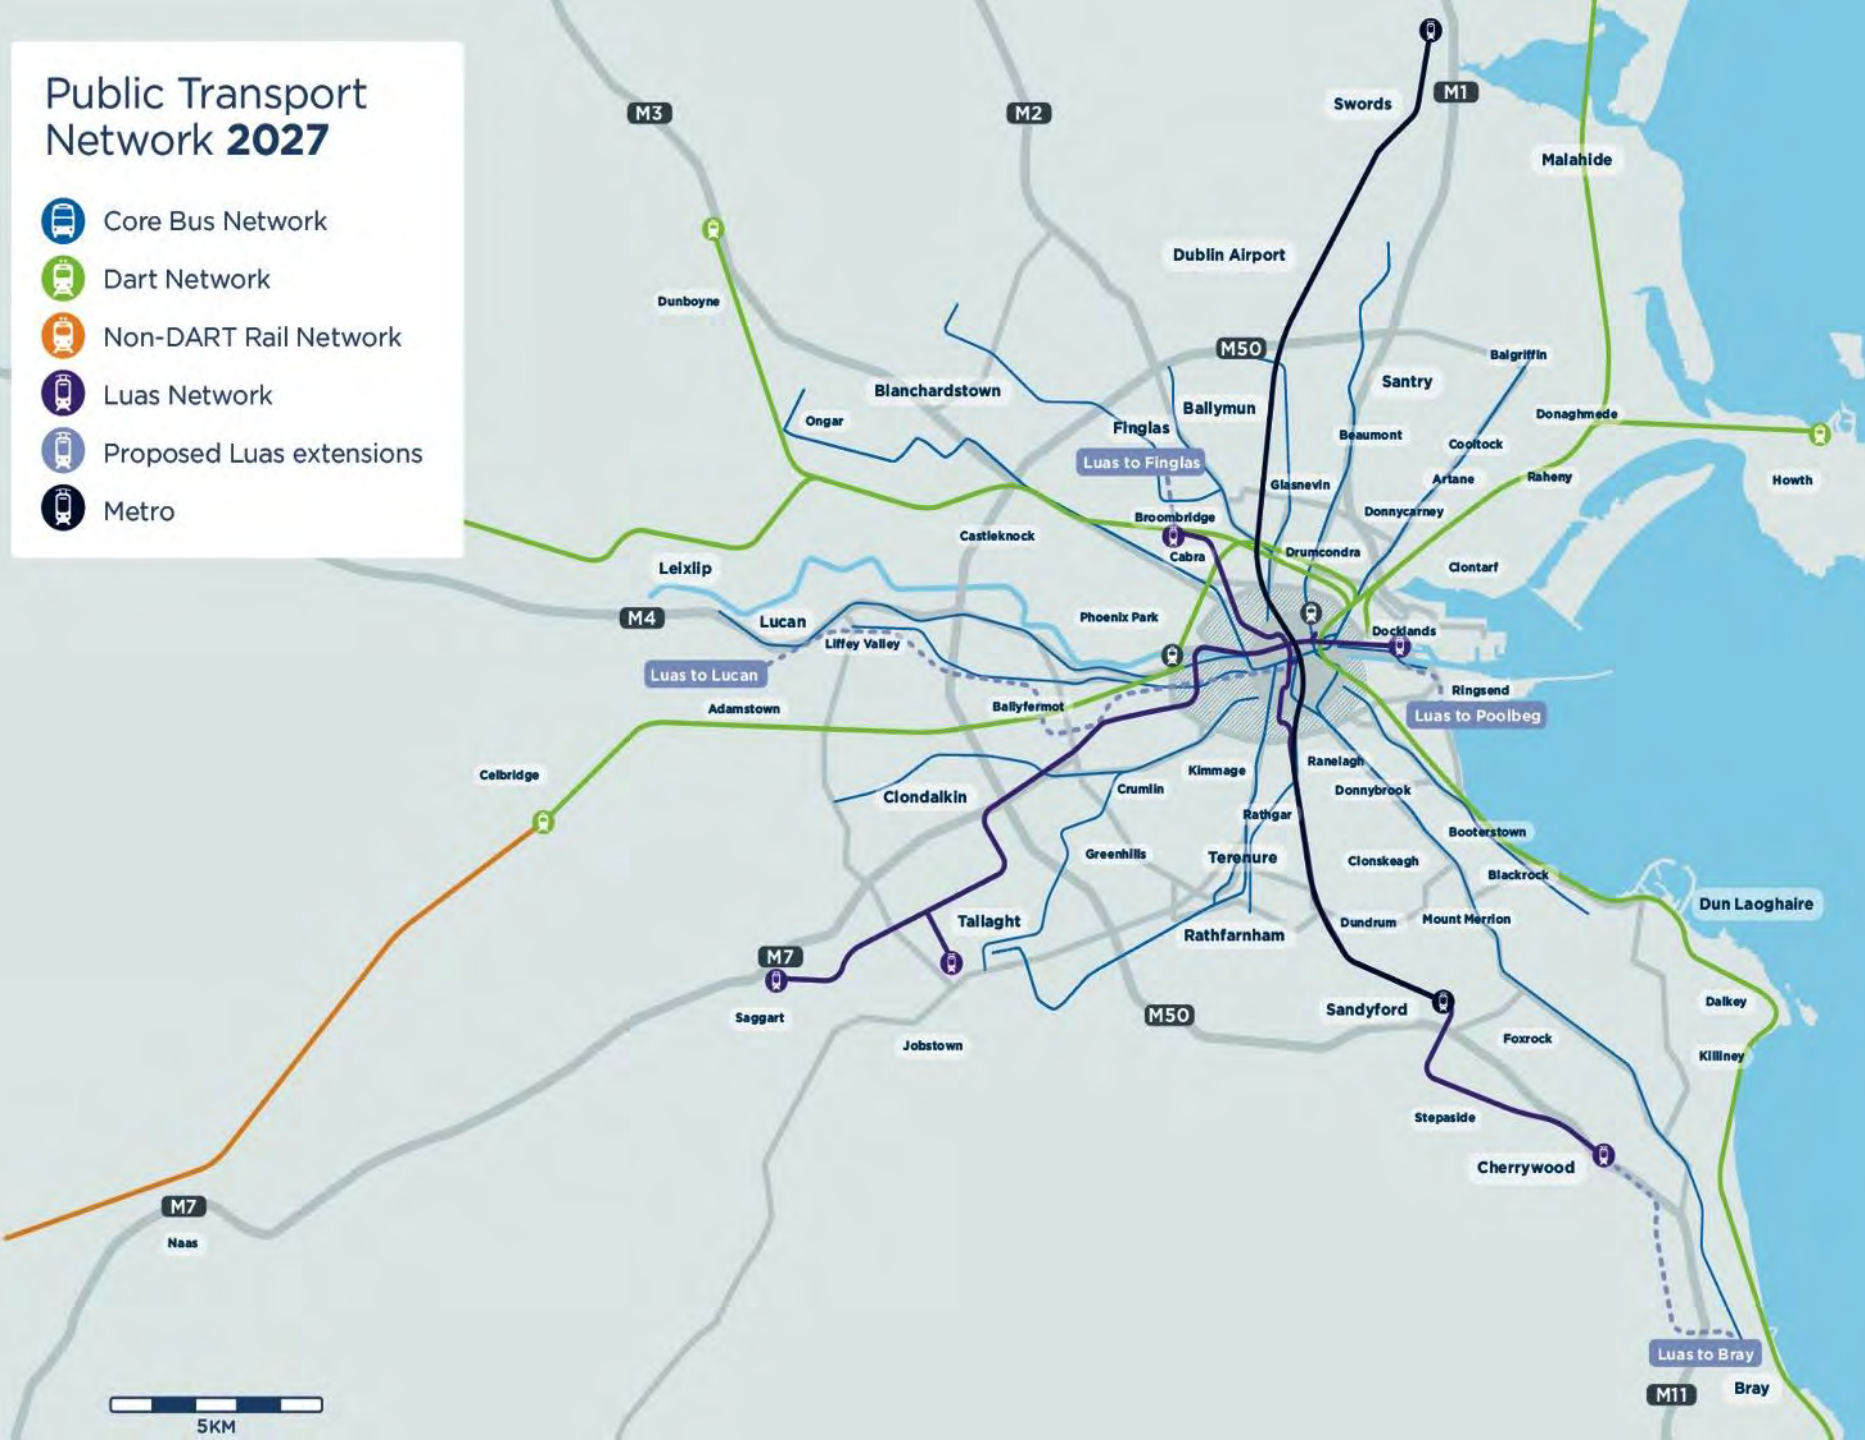 Public Transport
Network 2027
Core Bus Network
Dart Network
Non-DART Rail Network
Luas Network
Proposed Luas extensions
Metro
M3
M2
Swords
M1
Malahide
Dublin Airport
Dunboyne
M50
Balgriffin
Santry
Blanchardstown
Ballymun
Donaghmede
Ongar
Finglas
Beaumont
Cooltock
Luas to Finglas
Glasnevin
Artane
Raheny
Howth
Donnycarney
Broombridge
Castleknock
Cabra
Drumcondra
Leixlip
Clontarf
M4
Lucan
Phoenix Park
Docklands
Liffey Valley
Luas to Lucan
Ringsend
Adamstown
Ballyfermot
Luas to Poolbeg
Celbridge
Kimmage
Ranelagh
Clondalkin
Crumlin
Donnybrook
Rathgar
Booterstown
Greenhills
Terenure
Clonskeagh
Blackrock
Dun Laoghaire
Tallaght
Dundrum
Mount Merrion
Rathfarnham
M7
Saggart
M50
Sandyford
Dalkey
Jobstown
Foxrock
Killiney
Stepaside
Cherrywood
M7
Naas
Luas to Bray
M11
Bray
5KM